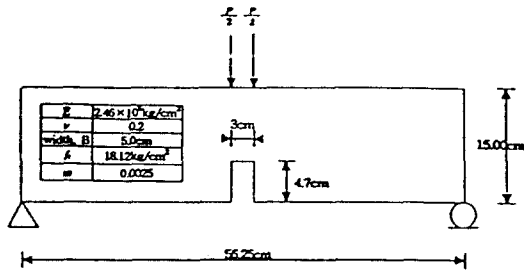 P/2 P/2
E 2.46×10⁵kg/cm²
ν 0.2
width, B 5.0cm
18.12kg/cm²
0.0025
3cm
4.7cm
15.00cm
56.25cm